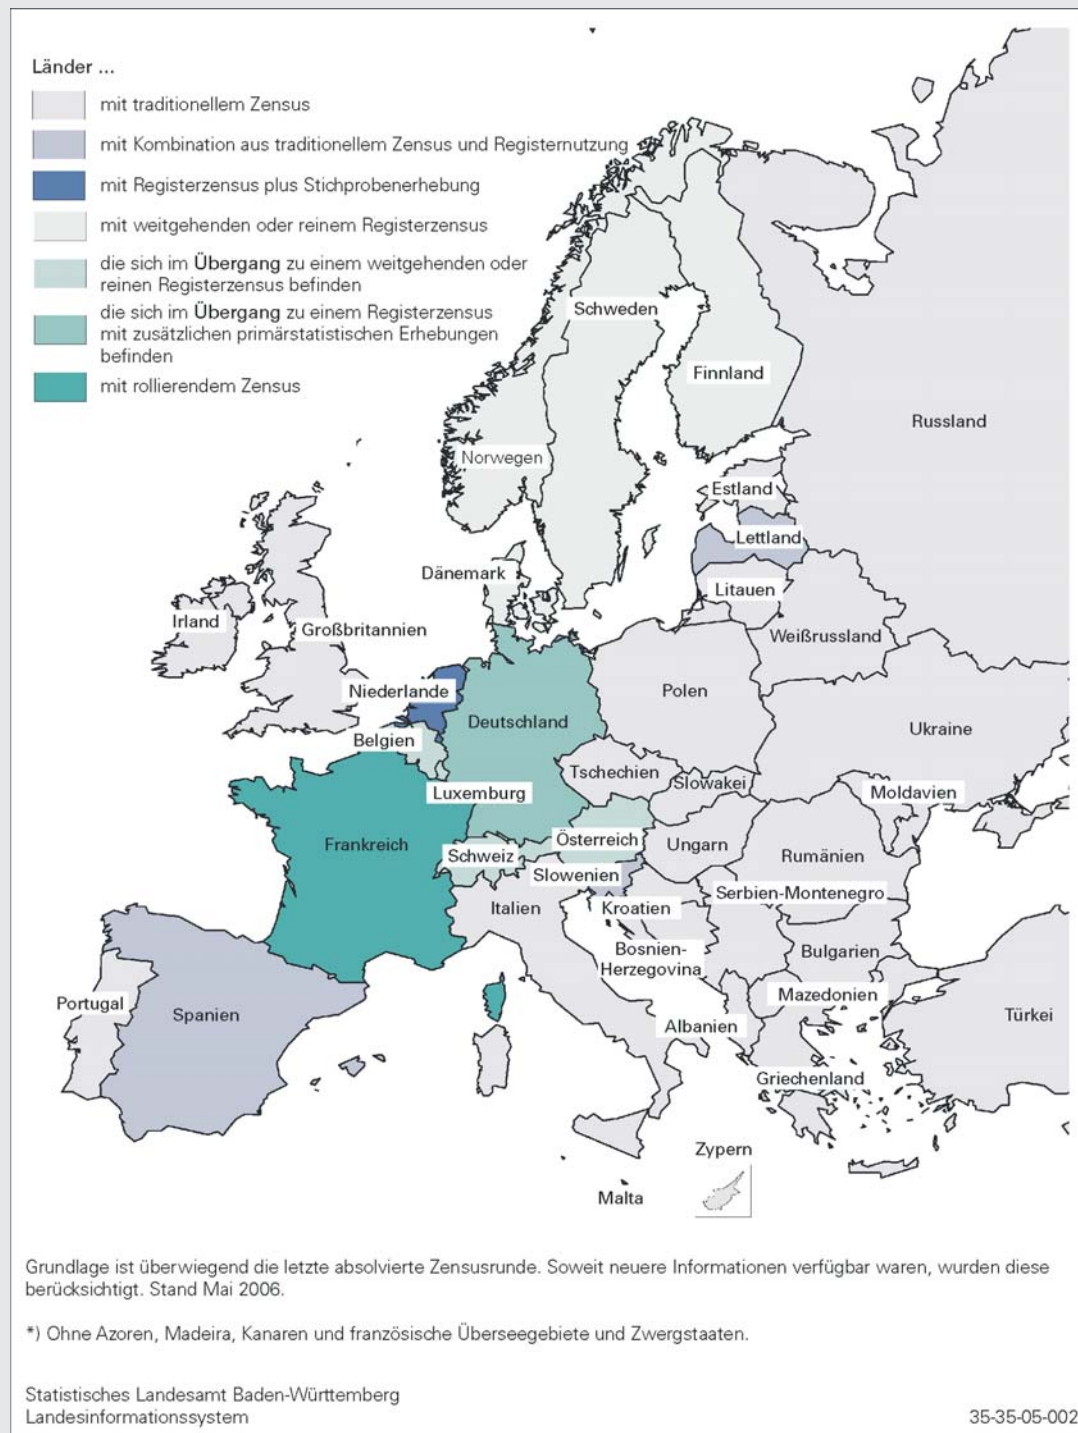 Länder ...
mit traditionellem Zensus
mit Kombination aus traditionellem Zensus und Registernutzung
mit Registerzensus plus Stichprobenerhebung
mit weitgehenden oder reinem Registerzensus
die sich im Übergang zu einem weitgehenden oder
reinen Registerzensus befinden
die sich im Übergang zu einem Registerzensus
mit zusätzlichen primärstatistischen Erhebungen
befinden
mit rollierendem Zensus
Schweden
Finnland
Russland
Norwegen
Estland
Lettland
Dänemark
Litauen
Irland
Großbritannien
Weißrussland
Niederlande
Polen
Deutschland
Ukraine
Belgien
Tschechien
Slowakei
Luxemburg
Moldavien
Frankreich
Österreich
Ungarn
Schweiz
Rumänien
Slowenien
Serbien-Montenegro
Italien
Kroatien
Bosnien-
Herzegovina
Bulgarien
Portugal
Mazedonien
Spanien
Albanien
Türkei
Griechenland
Zypern
Malta
Grundlage ist überwiegend die letzte absolvierte Zensusrunde. Soweit neuere Informationen verfügbar waren, wurden diese
berücksichtigt. Stand Mai 2006.
*) Ohne Azoren, Madeira, Kanaren und französische Überseegebiete und Zwergstaaten.
Statistisches Landesamt Baden-Württemberg
Landesinformationssystem
35-35-05-002